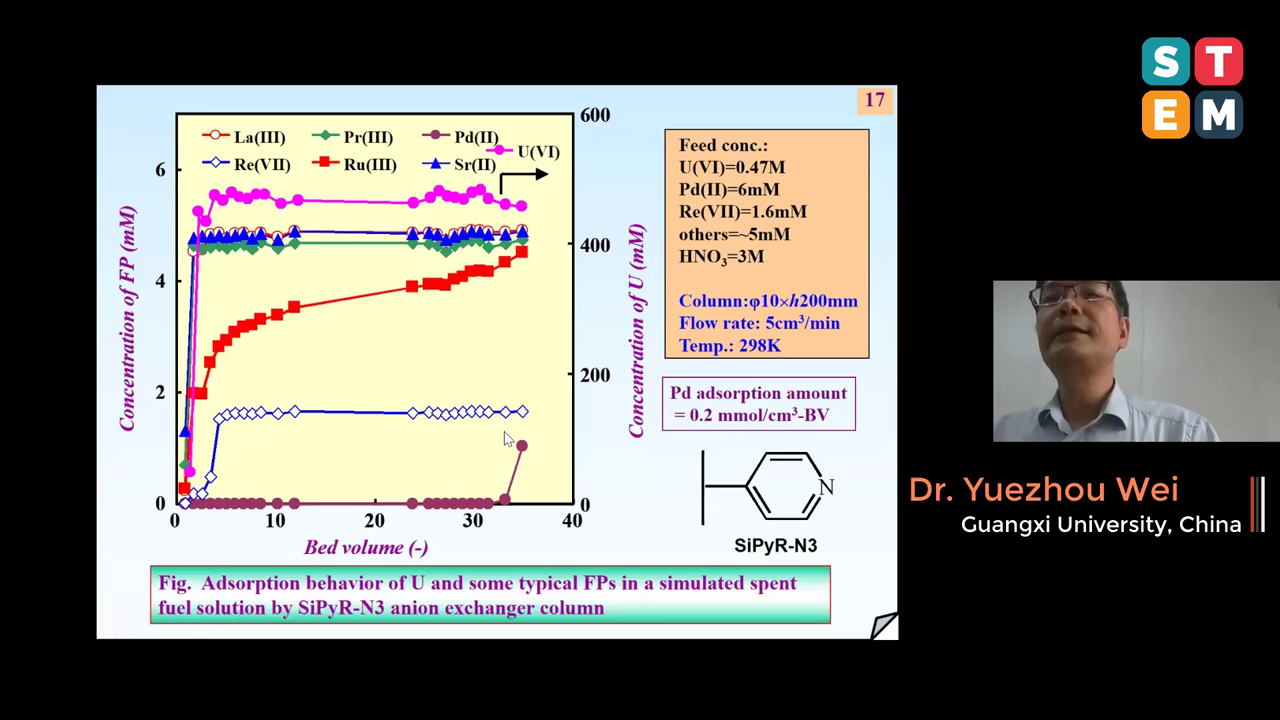 S T
E M
17
600
La(III) Pr(III) Pd(II) U(VI)
Re(VII) Ru(III) Sr(II)
6
4
2
0
400
200
0
0 10 20 30 40
Concentration of FP (mM)
Concentration of U (mM)
Bed volume (-)
Feed conc.:
U(VI)=0.47M
Pd(II)=6mM
Re(VII)=1.6mM
others=~5mM
HNO₃=3M
Column:φ10×h200mm
Flow rate: 5cm³/min
Temp.: 298K
Pd adsorption amount
= 0.2 mmol/cm³-BV
N
SiPyR-N3
Fig. Adsorption behavior of U and some typical FPs in a simulated spent
fuel solution by SiPyR-N3 anion exchanger column
Dr. Yuezhou Wei
Guangxi University, China